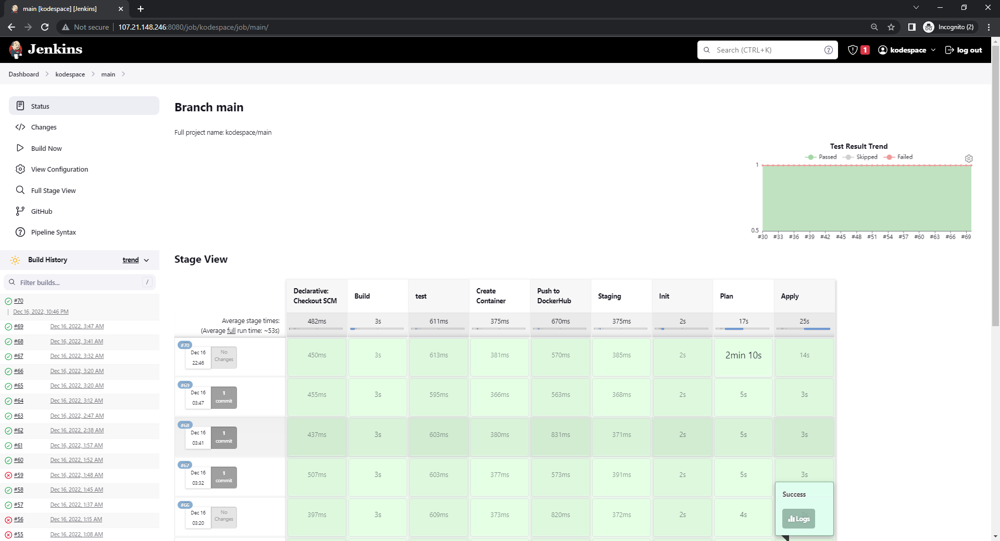 main [kodespace] [Jenkins]
Not secure
107.21.148.246:8080/job/kodespace/job/main/
Incognito (2)
Jenkins
Search (CTRL+K)
1
kodespace
log out
Dashboard
kodespace
main
Status
Changes
Build Now
View Configuration
Full Stage View
GitHub
Pipeline Syntax
Build History
trend
Filter builds...
/
#70
Dec 16, 2022, 10:46 PM
#69 Dec 16, 2022, 3:47 AM
#68 Dec 16, 2022, 3:41 AM
#67 Dec 16, 2022, 3:32 AM
#66 Dec 16, 2022, 3:20 AM
#65 Dec 16, 2022, 3:20 AM
#64 Dec 16, 2022, 3:12 AM
#63 Dec 16, 2022, 2:47 AM
#62 Dec 16, 2022, 2:38 AM
#61 Dec 16, 2022, 1:57 AM
#60 Dec 16, 2022, 1:52 AM
#59 Dec 16, 2022, 1:48 AM
#58 Dec 16, 2022, 1:45 AM
#57 Dec 16, 2022, 1:37 AM
#56 Dec 16, 2022, 1:15 AM
#55 Dec 16, 2022, 1:08 AM
Branch main
Full project name: kodespace/main
Test Result Trend
Passed Skipped Failed
1
0.5
#30 #33 #36 #39 #42 #45 #48 #51 #54 #57 #60 #63 #66 #69
Stage View
Declarative: Checkout SCM
Build
test
Create Container
Push to DockerHub
Staging
Init
Plan
Apply
Average stage times:
(Average full run time: ~53s)
482ms 3s 611ms 375ms 670ms 375ms 2s 17s 25s
#70
Dec 16
22:46
No
Changes
450ms 3s 613ms 381ms 570ms 385ms 2s 2min 10s 14s
#69
Dec 16
03:47
1
commit
455ms 3s 595ms 366ms 563ms 368ms 2s 5s 3s
#68
Dec 16
03:41
1
commit
437ms 3s 603ms 380ms 831ms 371ms 2s 5s 3s
#67
Dec 16
03:32
1
commit
507ms 3s 603ms 377ms 573ms 391ms 2s 5s 3s
#66
Dec 16
03:20
No
Changes
397ms 3s 609ms 373ms 820ms 372ms 2s 4s
Success
Logs